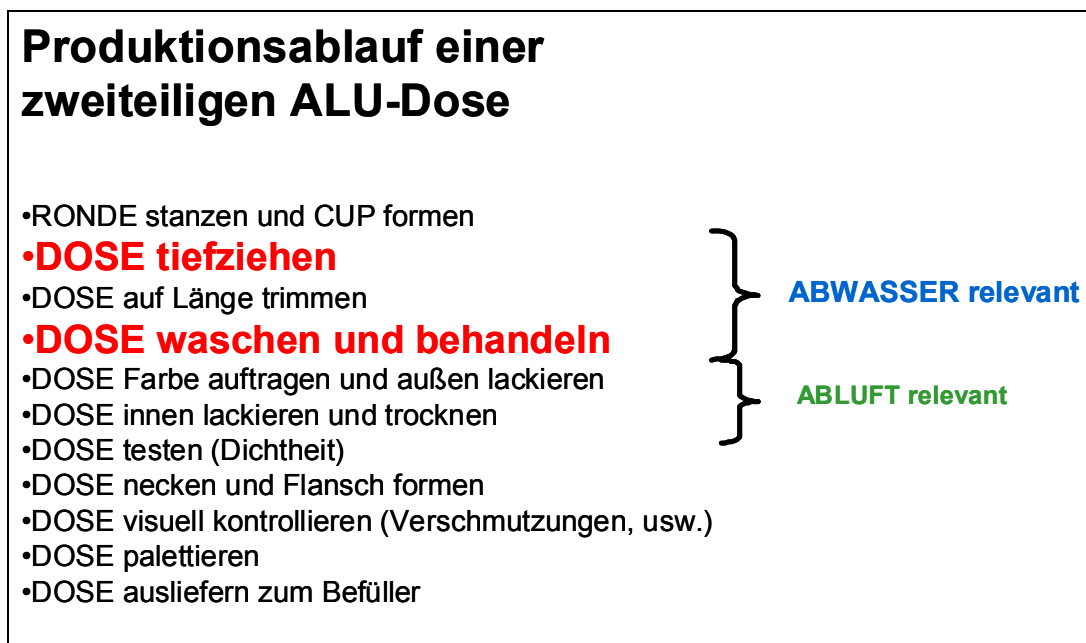 Produktionsablauf einer
zweiteiligen ALU-Dose
•RONDE stanzen und CUP formen
•DOSE tiefziehen
•DOSE auf Länge trimmen
ABWASSER relevant
•DOSE waschen und behandeln
•DOSE Farbe auftragen und außen lackieren
ABLUFT relevant
•DOSE innen lackieren und trocknen
•DOSE testen (Dichtheit)
•DOSE necken und Flansch formen
•DOSE visuell kontrollieren (Verschmutzungen, usw.)
•DOSE palettieren
•DOSE ausliefern zum Befüller